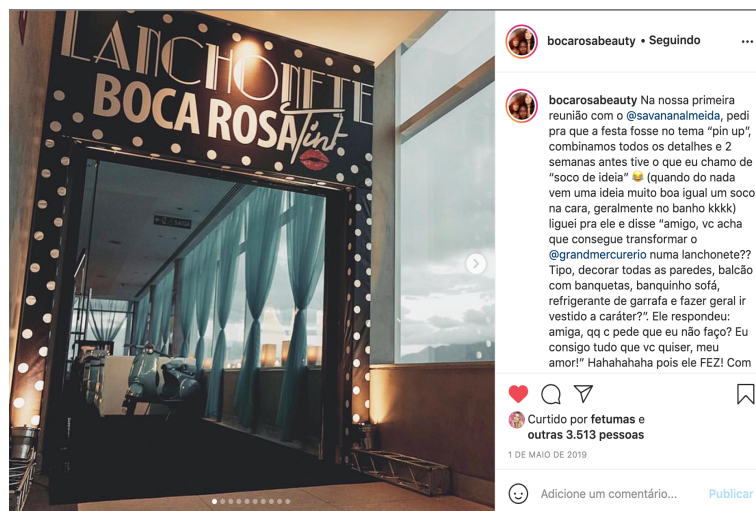 LANCHONETE
BOCA ROSA
Tint
SAÍDA
bocarosabeauty • Seguindo
bocarosabeauty Na nossa primeira
reunião com o @savananalmeida, pedi
pra que a festa fosse no tema “pin up”,
combinamos todos os detalhes e 2
semanas antes tive o que eu chamo de
“soco de ideia” 😂 (quando do nada
vem uma ideia muito boa igual um soco
na cara, geralmente no banho kkkk)
liguei pra ele e disse “amigo, vc acha
que consegue transformar o
@grandmercurerio numa lanchonete??
Tipo, decorar todas as paredes, balcão
com banquetas, banquinho sofá,
refrigerante de garrafa e fazer geral ir
vestido a caráter?”. Ele respondeu:
amiga, qq c pede que eu não faço? Eu
consigo tudo que vc quiser, meu
amor!” Hahahahaha pois ele FEZ! Com
Curtido por fetumas e
outras 3.513 pessoas
1 DE MAIO DE 2019
Adicione um comentário...
Publicar